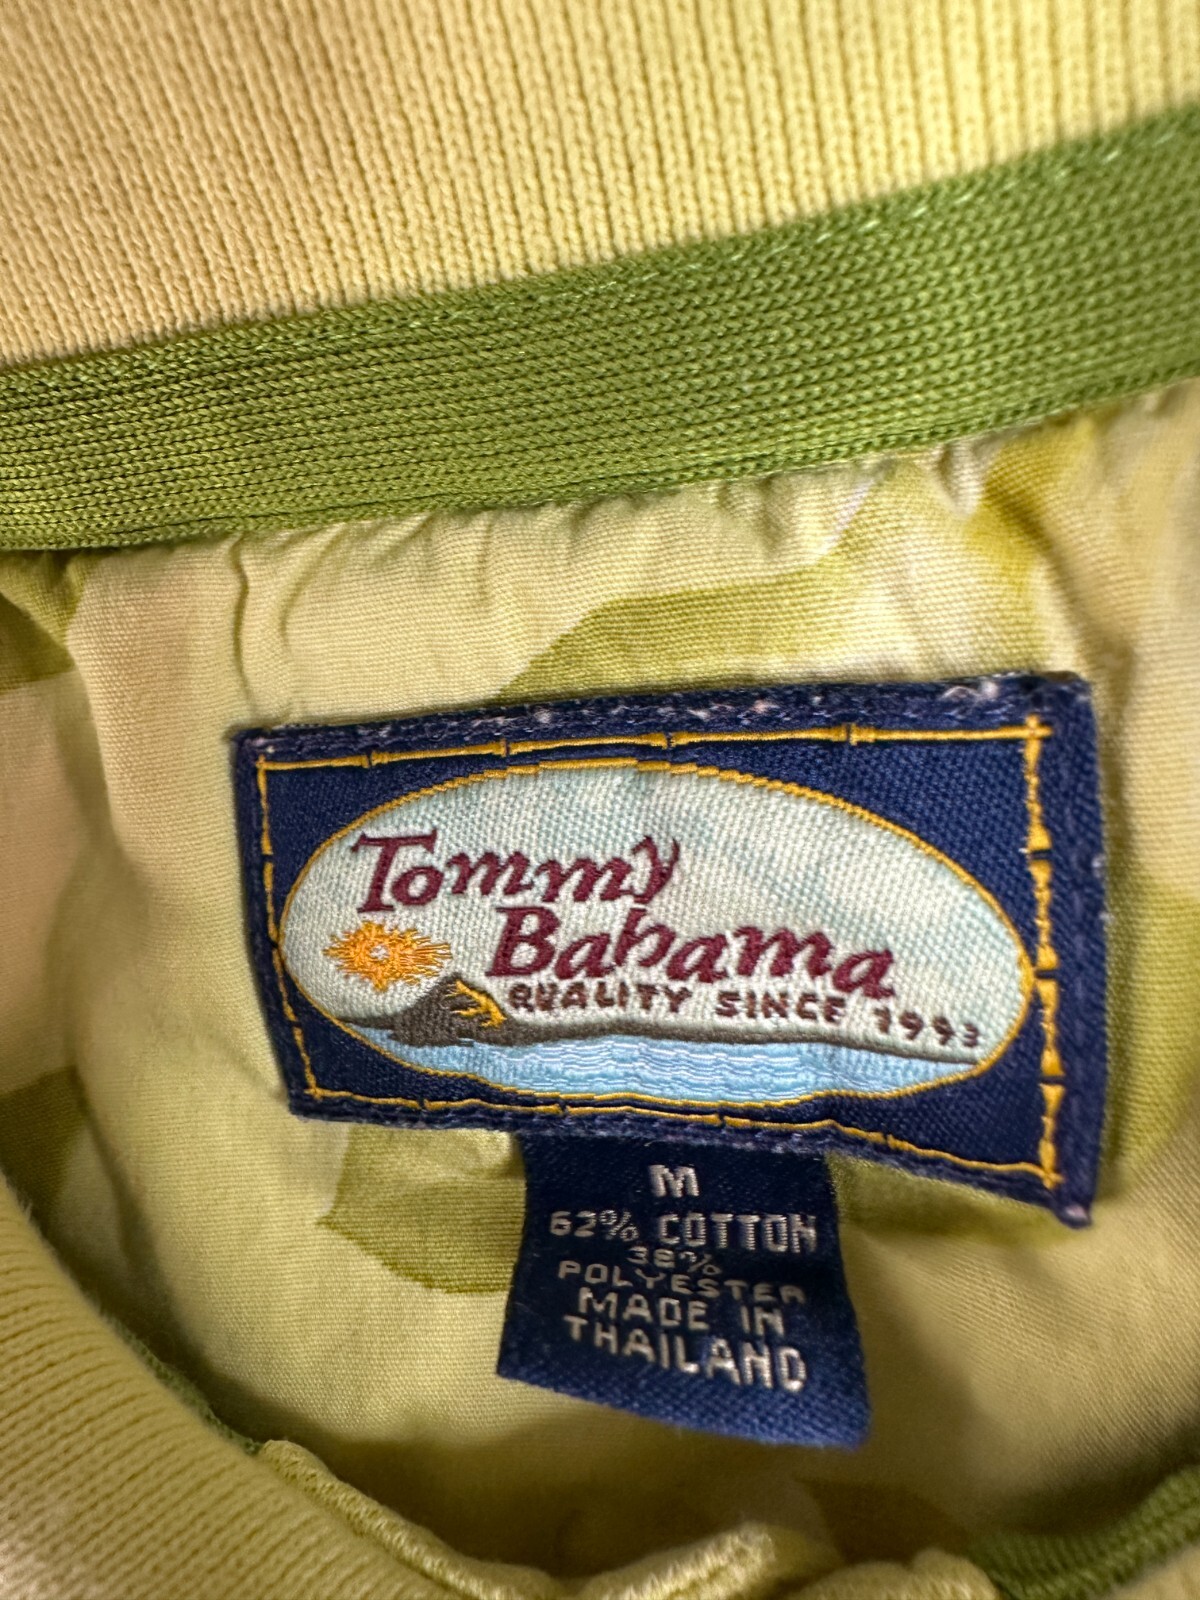 Tommy
Bahama
QUALITY SINCE 1993
M
62% COTTON
38%
POLYESTER
MADE IN
THAILAND